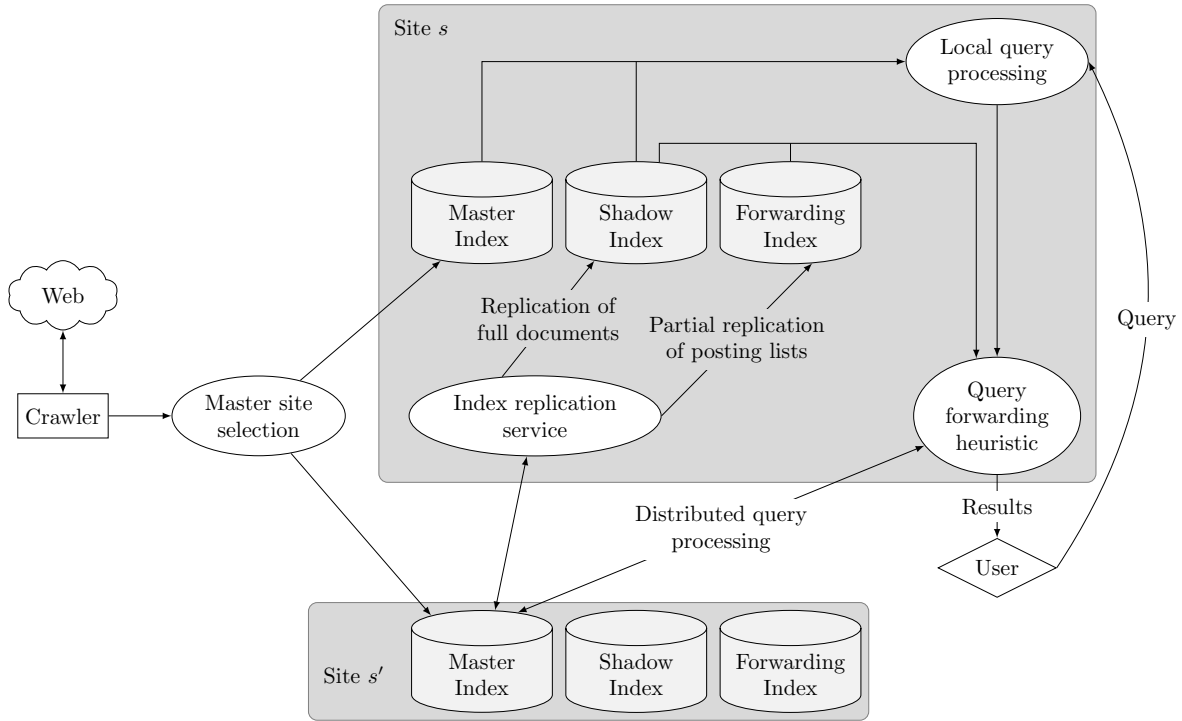 Site s
Local query
processing
Master
Index
Shadow
Index
Forwarding
Index
Web
Replication of
full documents
Partial replication
of posting lists
Query
Crawler
Master site
selection
Index replication
service
Query
forwarding
heuristic
Distributed query
processing
Results
User
Site s′
Master
Index
Shadow
Index
Forwarding
Index